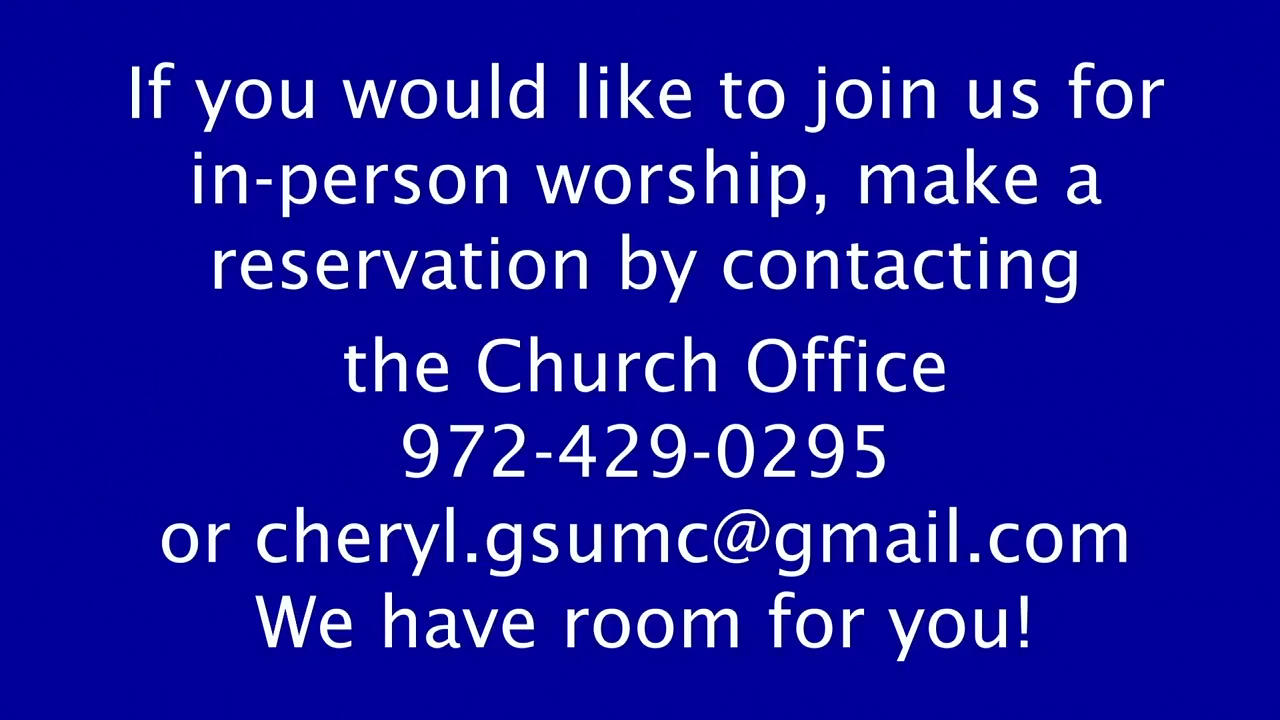 If you would like to join us for
in-person worship, make a
reservation by contacting
the Church Office
972-429-0295
or cheryl.gsumc@gmail.com
We have room for you!